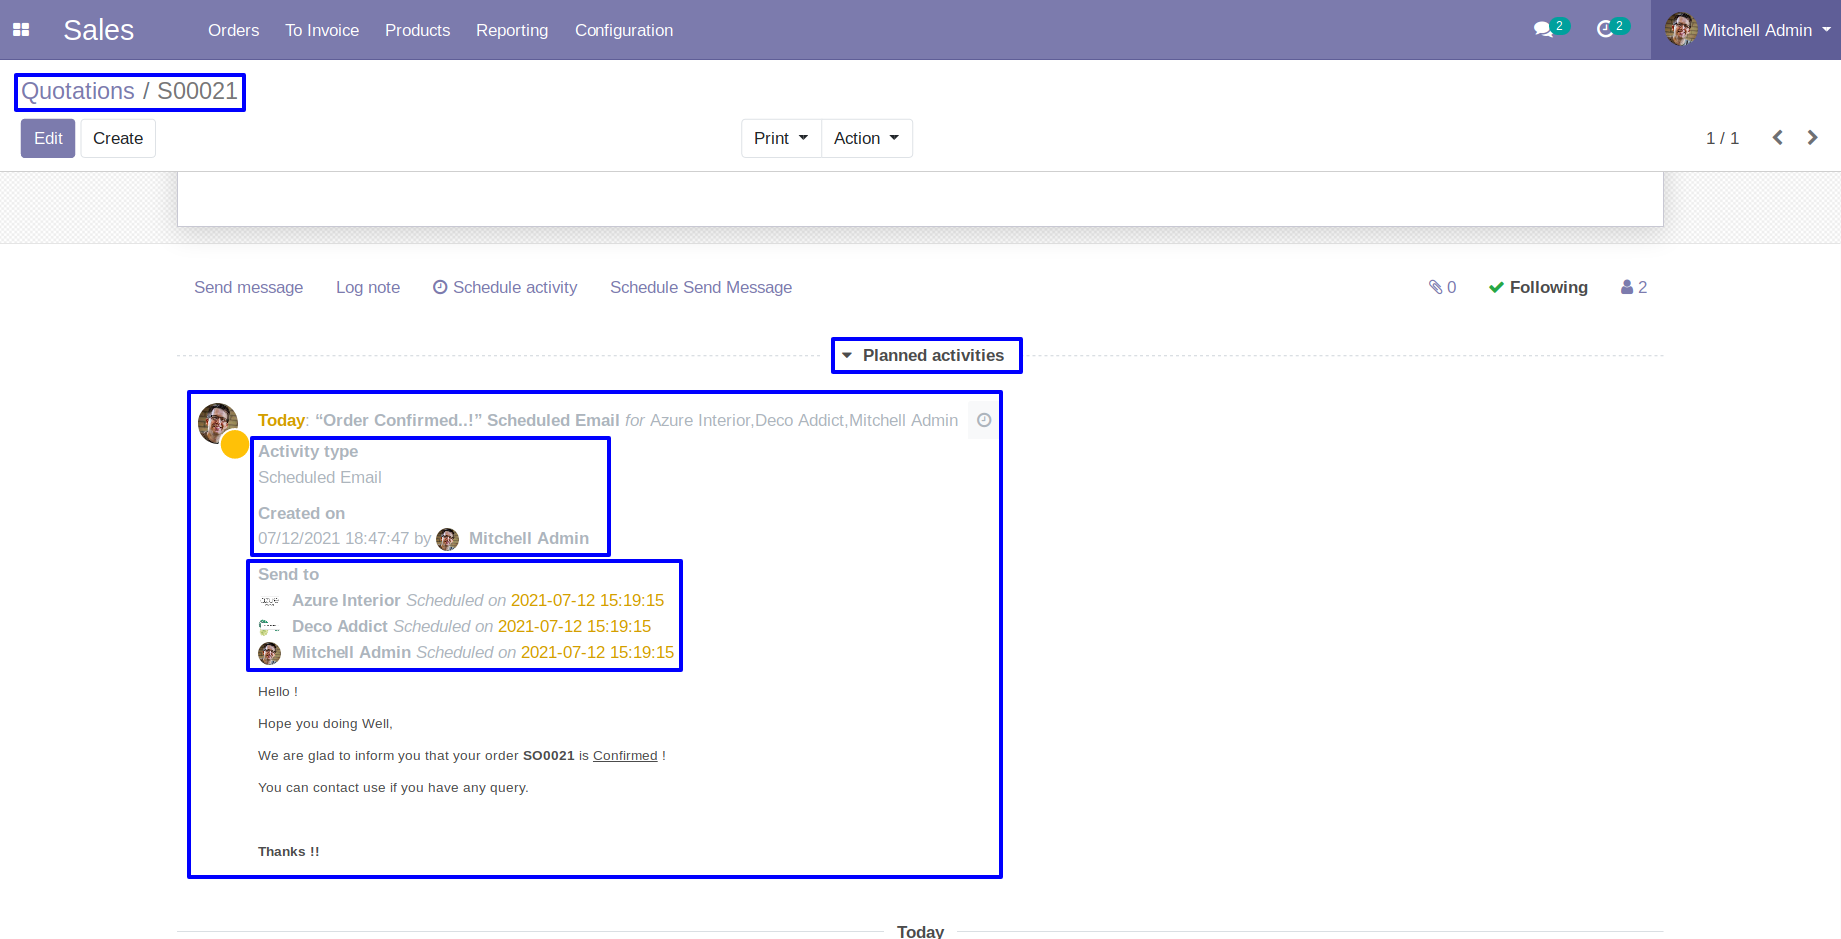 Sales Orders To Invoice Products Reporting Configuration 2 2 Mitchell Admin
Quotations / S00021
Edit Create Print Action 1 / 1
Send message Log note Schedule activity Schedule Send Message 0 Following 2
Planned activities
Today: “Order Confirmed..!” Scheduled Email for Azure Interior,Deco Addict,Mitchell Admin
Activity type
Scheduled Email
Created on
07/12/2021 18:47:47 by Mitchell Admin
Send to
Azure Interior Scheduled on 2021-07-12 15:19:15
Deco Addict Scheduled on 2021-07-12 15:19:15
Mitchell Admin Scheduled on 2021-07-12 15:19:15
Hello !
Hope you doing Well,
We are glad to inform you that your order SO0021 is Confirmed !
You can contact use if you have any query.
Thanks !!
Today